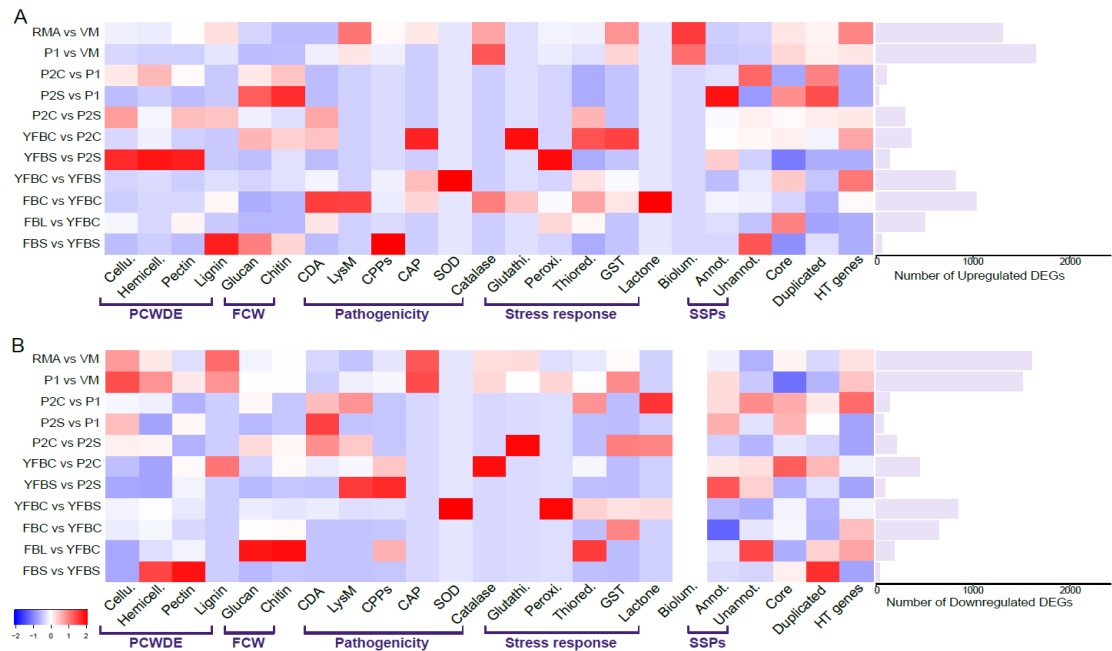 A
RMA vs VM
P1 vs VM
P2C vs P1
P2S vs P1
P2C vs P2S
YFBC vs P2C
YFBS vs P2S
YFBC vs YFBS
FBC vs YFBC
FBL vs YFBC
FBS vs YFBS
Cellu. Hemicell. Pectin Lignin Glucan Chitin CDA LysM CPPs CAP SOD Catalase Glutathi. Peroxi. Thiored. GST Lactone Biolum. Annot. Unannot. Core Duplicated HT genes
0 1000 2000
Number of Upregulated DEGs
PCWDE FCW Pathogenicity Stress response SSPs
B
RMA vs VM
P1 vs VM
P2C vs P1
P2S vs P1
P2C vs P2S
YFBC vs P2C
YFBS vs P2S
YFBC vs YFBS
FBC vs YFBC
FBL vs YFBC
FBS vs YFBS
Cellu. Hemicell. Pectin Lignin Glucan Chitin CDA LysM CPPs CAP SOD Catalase Glutathi. Peroxi. Thiored. GST Lactone Biolum. Annot. Unannot. Core Duplicated HT genes
0 1000 2000
Number of Downregulated DEGs
−2 −1 0 1 2
PCWDE FCW Pathogenicity Stress response SSPs